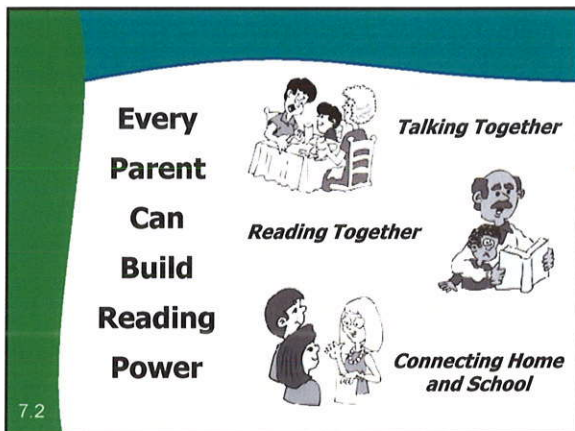 Every
Parent
Can
Build
Reading
Power
Talking Together
Reading Together
Connecting Home
and School
7.2